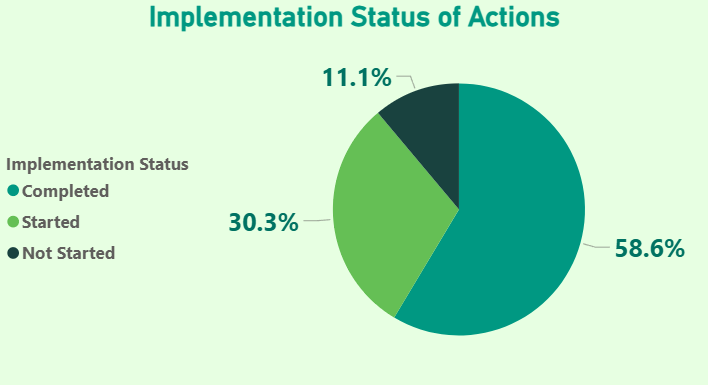 Implementation Status of Actions
11.1%
Implementation Status
Completed
Started
30.3%
58.6%
Not Started